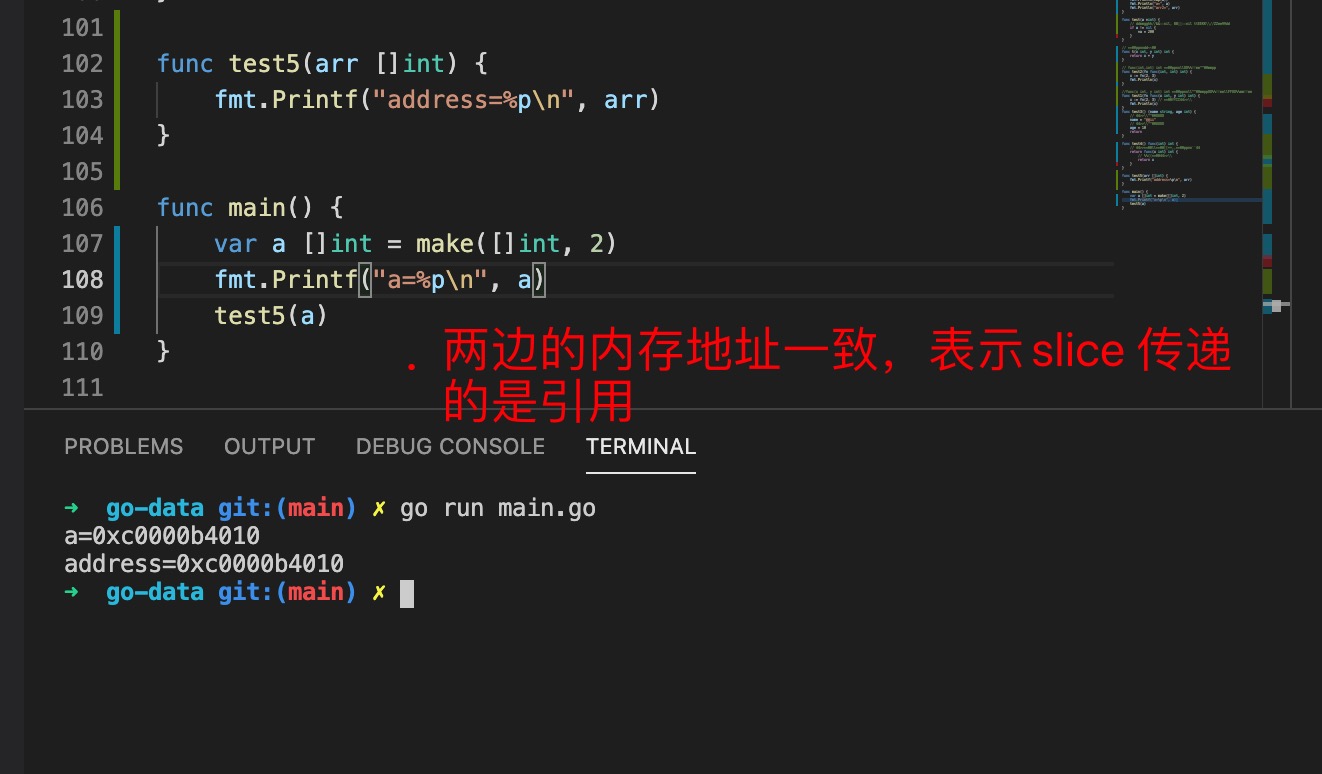 101
102 func test5(arr []int) {
103 fmt.Printf("address=%p\n", arr)
104 }
105
106 func main() {
107 var a []int = make([]int, 2)
108 fmt.Printf("a=%p\n", a)
109 test5(a)
110 }
111
. 两边的内存地址一致，表示 slice 传递
的是引用
PROBLEMS OUTPUT DEBUG CONSOLE TERMINAL
➜ go-data git:(main) ✗ go run main.go
a=0xc0000b4010
address=0xc0000b4010
➜ go-data git:(main) ✗